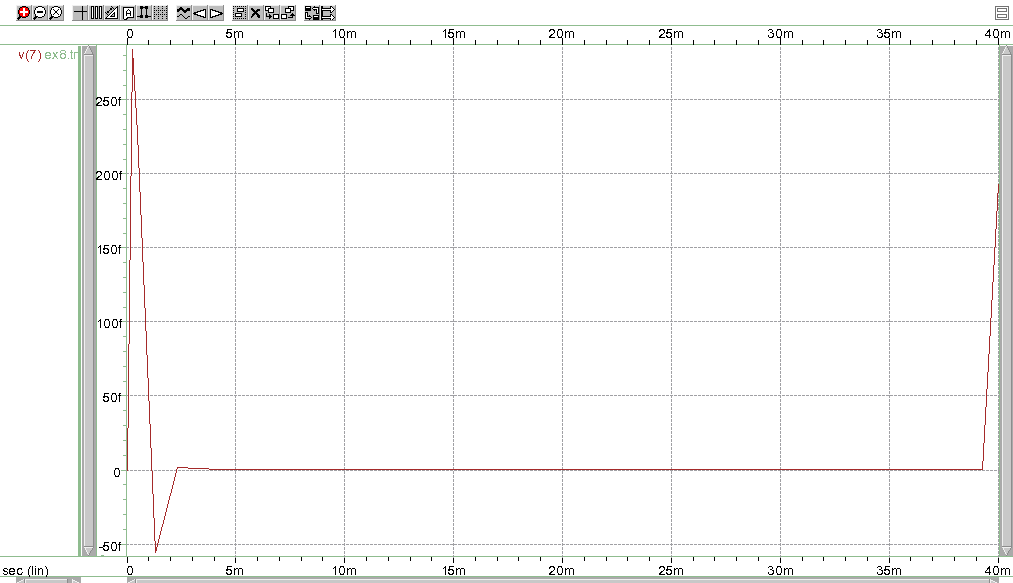 0 5m 10m 15m 20m 25m 30m 35m 40m
v(7) ex8.tr
250f
200f
150f
100f
50f
0
-50f
sec (lin) 0 5m 10m 15m 20m 25m 30m 35m 40m